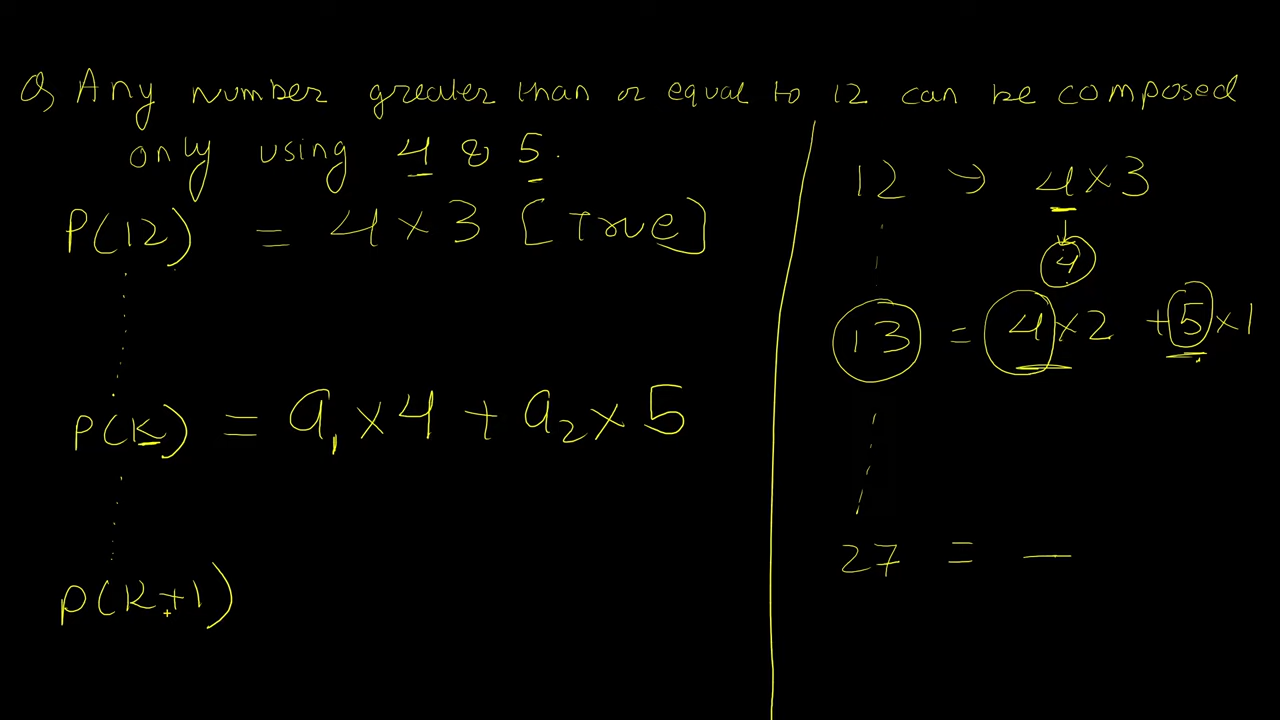 Q, Any number greater than or equal to 12 can be composed
only using 4 & 5.
P(12) = 4 × 3 [True]
P(k) = a₁ × 4 + a₂ × 5
P(k+1)
12 → 4 × 3
4
13 = 4 × 2 + 5 × 1
27 = —